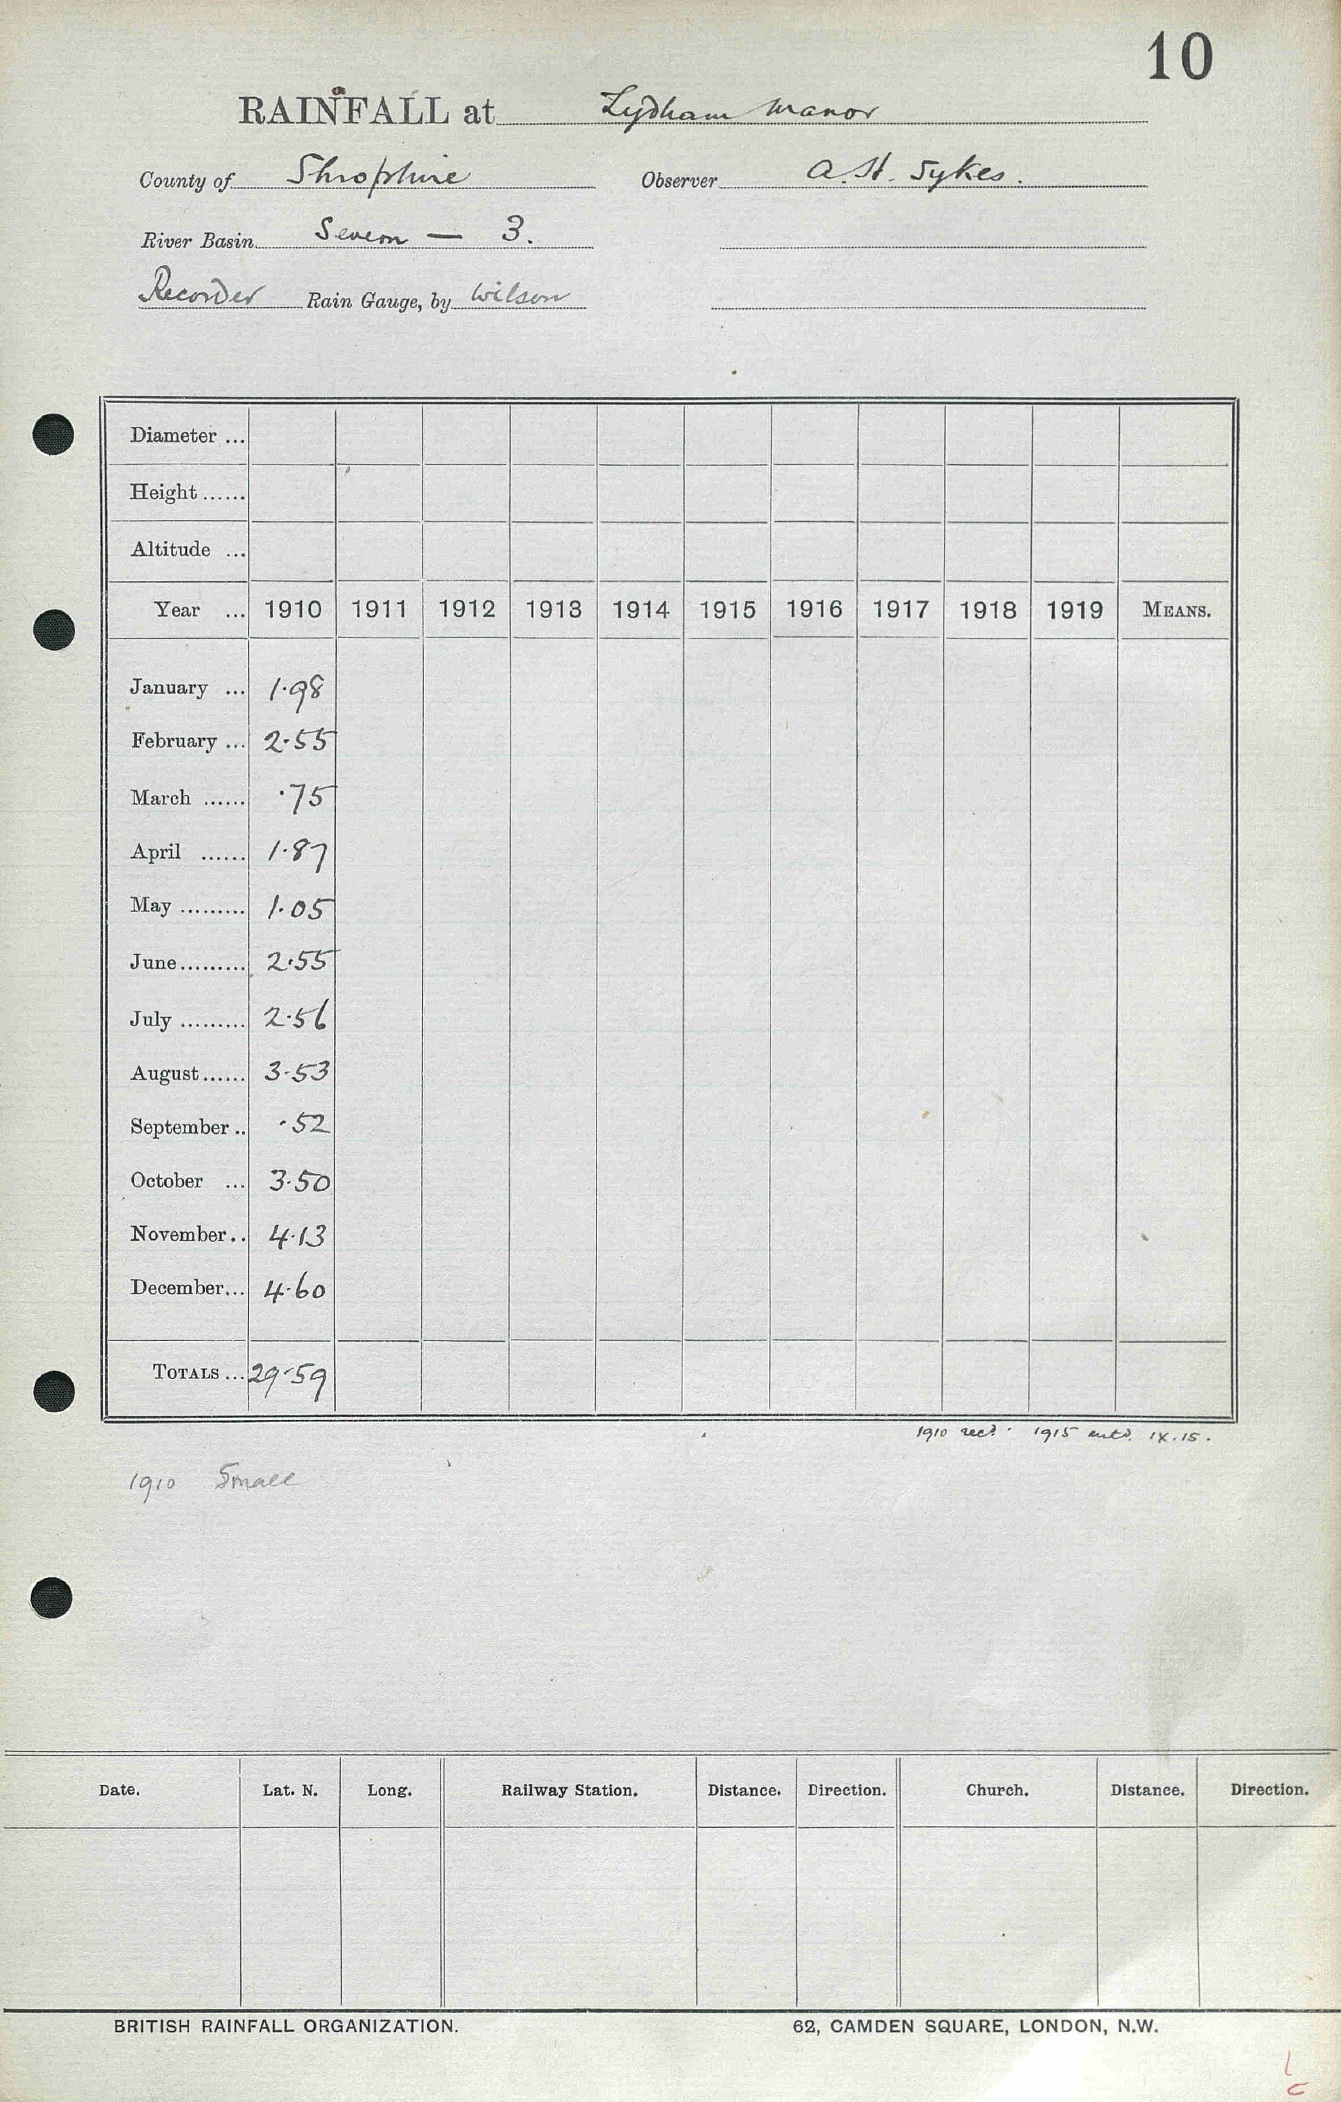 10
RAINFALL at Lydham Manor
County of Shropshire Observer A. H. Sykes.
River Basin Severn — 3.
Recorder Rain Gauge, by Wilson
Diameter ...
Height ......
Altitude ...
Year ... 1910 1911 1912 1913 1914 1915 1916 1917 1918 1919 MEANS.
January ... 1.98
February ... 2.55
March ...... .75
April ...... 1.87
May ......... 1.05
June ......... 2.55
July ......... 2.56
August ...... 3.53
September .. .52
October ... 3.50
November .. 4.13
December ... 4.60
TOTALS ... 29.59
1910 recd. 1915 entd. IX.15.
1910 Small
Date. Lat. N. Long. Railway Station. Distance. Direction. Church. Distance. Direction.
BRITISH RAINFALL ORGANIZATION. 62, CAMDEN SQUARE, LONDON, N.W.